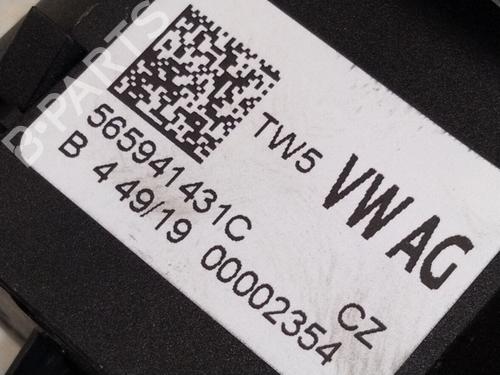 B-PARTS
TW5
VW AG
565941431C
B 4 49/19 00002354
CZ